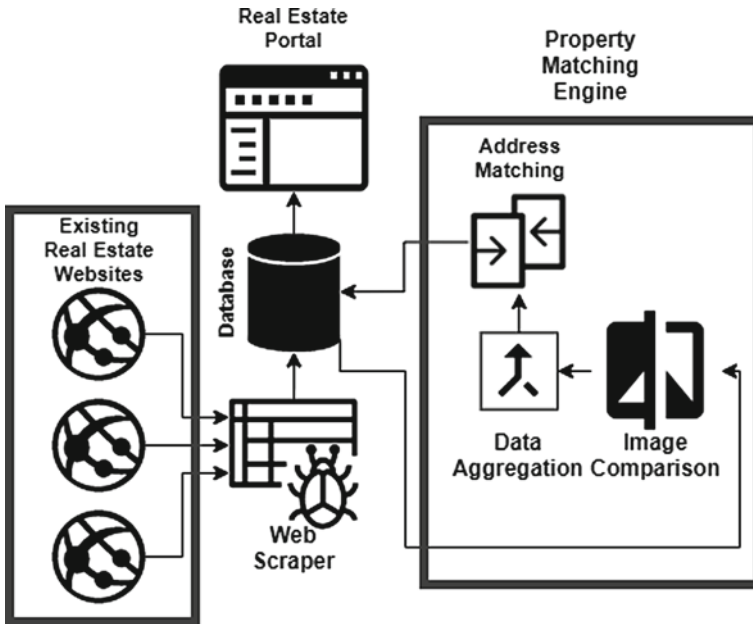 Real Estate
Portal
Property
Matching
Engine
Address
Matching
Existing
Real Estate
Websites
Database
Data
Aggregation
Image
Comparison
Web
Scraper